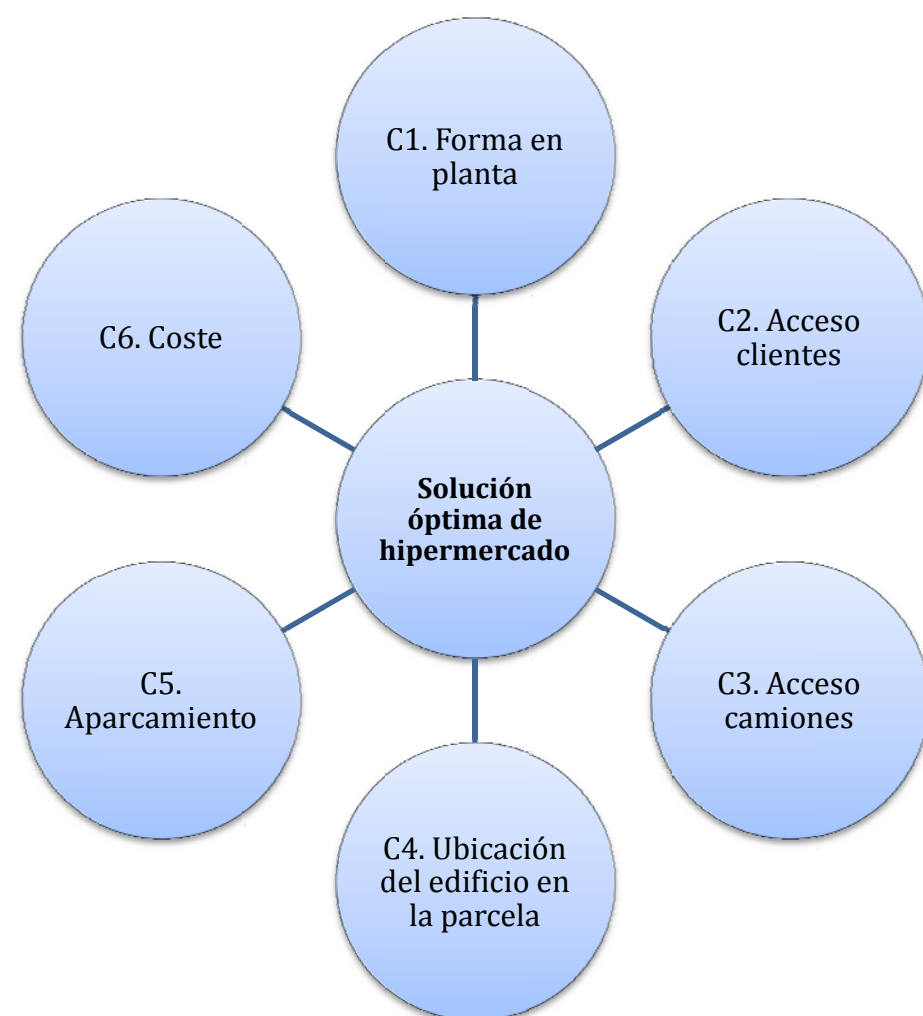 C1. Forma en
planta
C2. Acceso
clientes
C3. Acceso
camiones
C4. Ubicación
del edificio en
la parcela
C5.
Aparcamiento
C6. Coste
Solución
óptima de
hipermercado